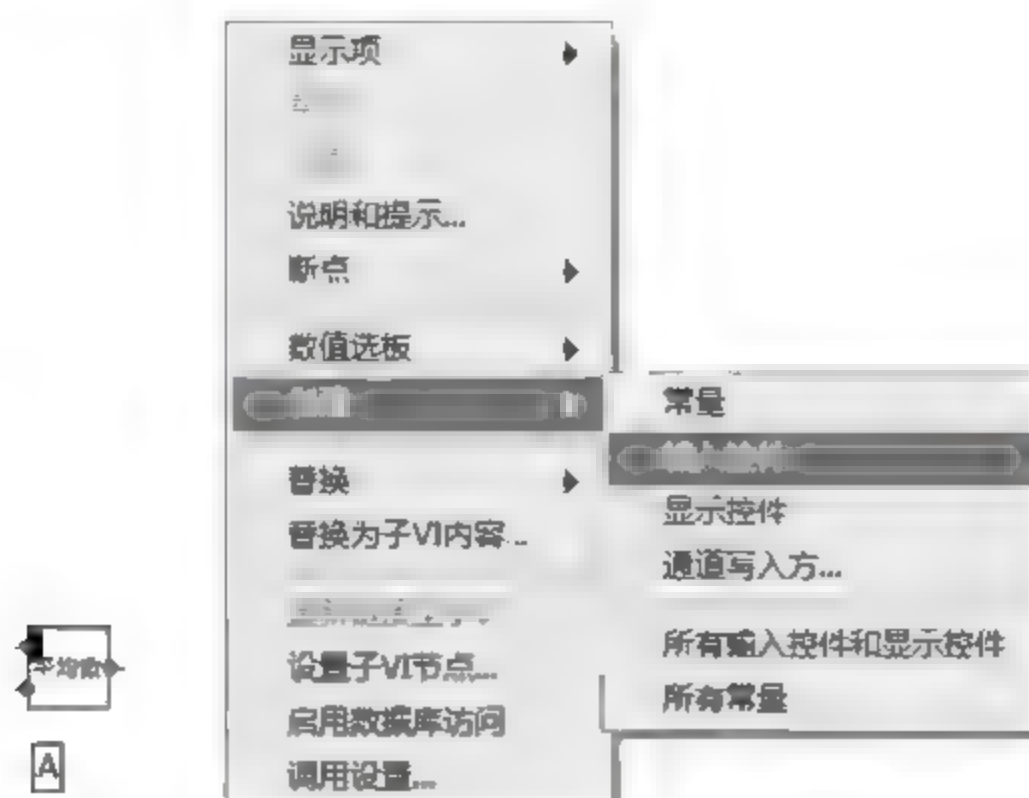 显示项
说明和提示...
断点
数值选板
替换
替换为子VI内容...
设置子VI节点...
启用数据库访问
调用设置...
常量
显示控件
通道写入方...
所有输入控件和显示控件
所有常量
平均数
A